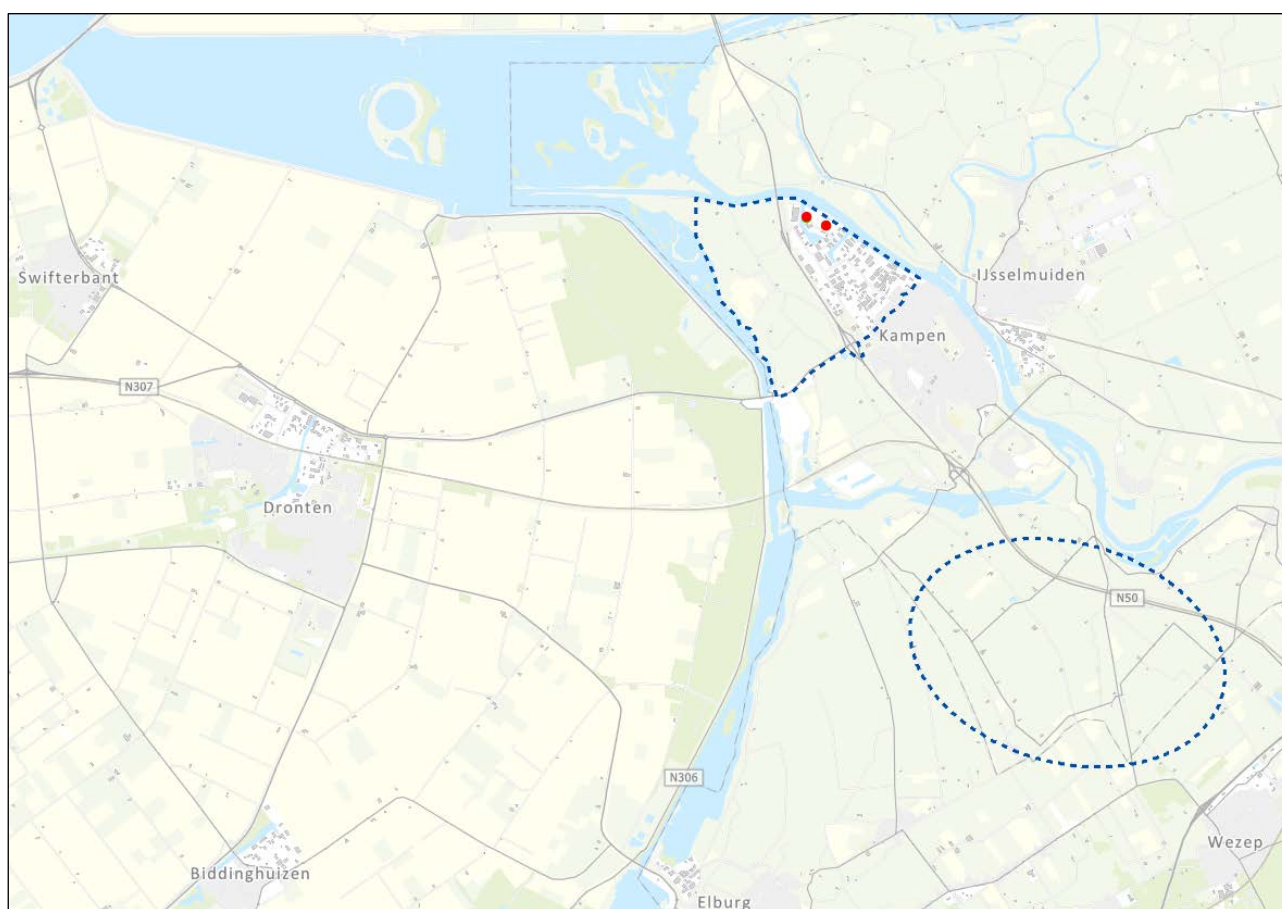 Swifterbant
IJsselmuiden
Kampen
N307
Dronten
N50
N306
Wezep
Biddinghuizen
Elburg